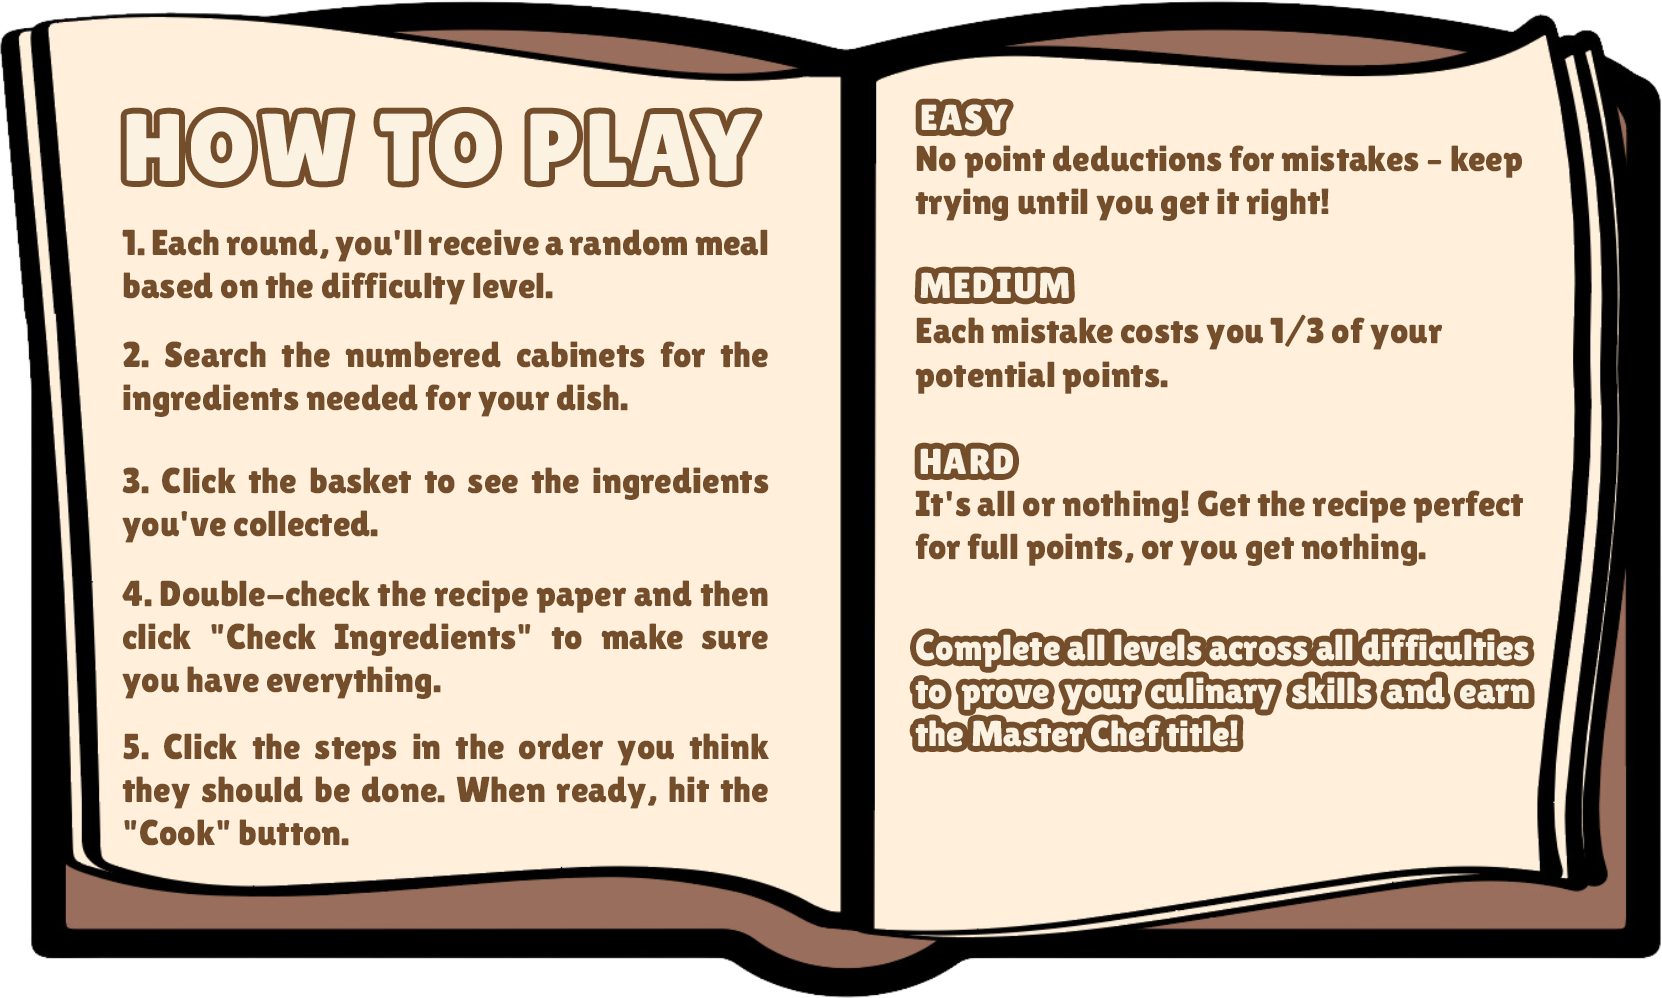 HOW TO PLAY
1. Each round, you'll receive a random meal
based on the difficulty level.
2. Search the numbered cabinets for the
ingredients needed for your dish.
3. Click the basket to see the ingredients
you've collected.
4. Double-check the recipe paper and then
click "Check Ingredients" to make sure
you have everything.
5. Click the steps in the order you think
they should be done. When ready, hit the
"Cook" button.
EASY
No point deductions for mistakes - keep
trying until you get it right!
MEDIUM
Each mistake costs you 1/3 of your
potential points.
HARD
It's all or nothing! Get the recipe perfect
for full points, or you get nothing.
Complete all levels across all difficulties
to prove your culinary skills and earn
the Master Chef title!